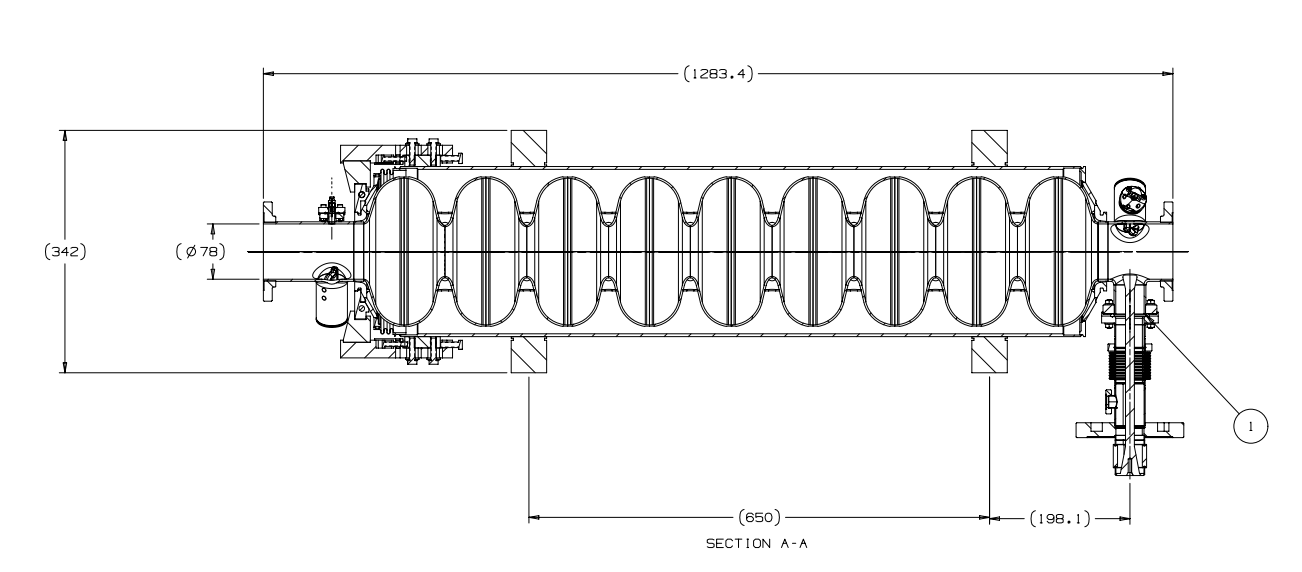 (1283.4)
(342)
(Ø78)
1
(650)
(198.1)
SECTION A-A